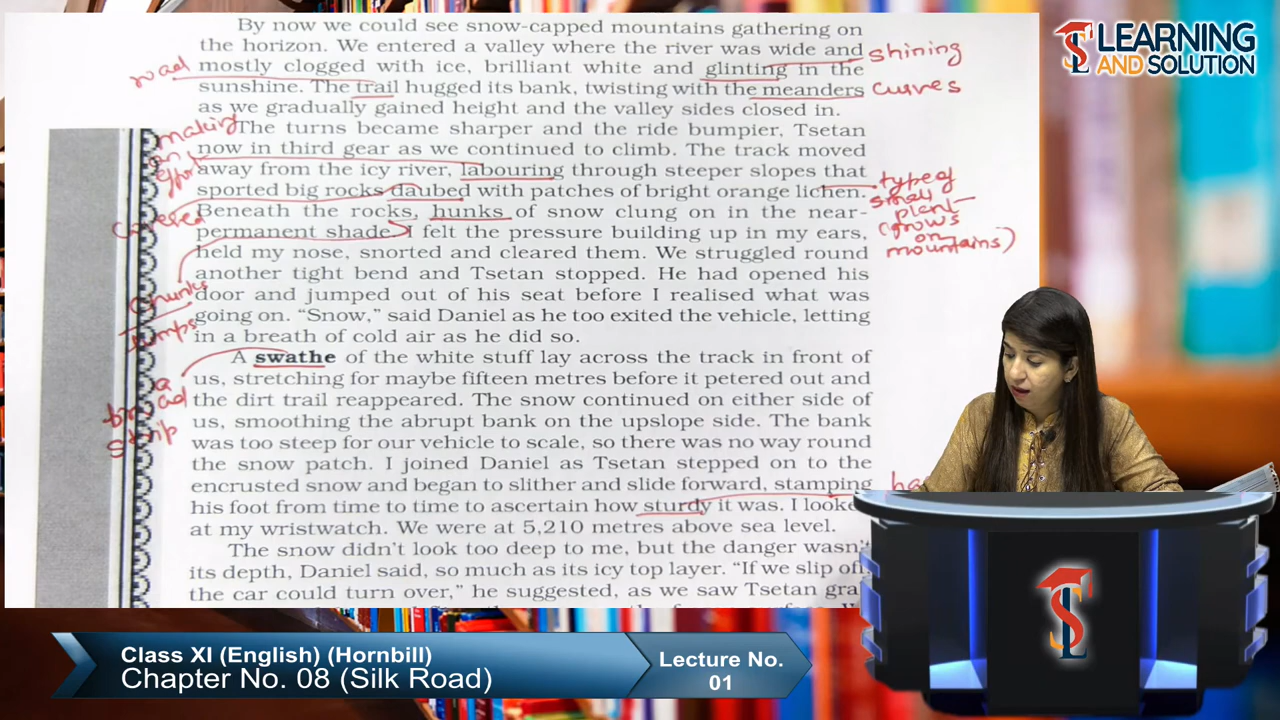 By now we could see snow-capped mountains gathering on
the horizon. We entered a valley where the river was wide and
mostly clogged with ice, brilliant white and glinting in the
sunshine. The trail hugged its bank, twisting with the meanders
as we gradually gained height and the valley sides closed in.
The turns became sharper and the ride bumpier, Tsetan
now in third gear as we continued to climb. The track moved
away from the icy river, labouring through steeper slopes that
sported big rocks daubed with patches of bright orange lichen.
Beneath the rocks, hunks of snow clung on in the near-
permanent shade. I felt the pressure building up in my ears,
held my nose, snorted and cleared them. We struggled round
another tight bend and Tsetan stopped. He had opened his
door and jumped out of his seat before I realised what was
going on. “Snow,” said Daniel as he too exited the vehicle, letting
in a breath of cold air as he did so.
A swathe of the white stuff lay across the track in front of
us, stretching for maybe fifteen metres before it petered out and
the dirt trail reappeared. The snow continued on either side of
us, smoothing the abrupt bank on the upslope side. The bank
was too steep for our vehicle to scale, so there was no way round
the snow patch. I joined Daniel as Tsetan stepped on to the
encrusted snow and began to slither and slide forward, stamping
his foot from time to time to ascertain how sturdy it was. I looke
at my wristwatch. We were at 5,210 metres above sea level.
The snow didn’t look too deep to me, but the danger wasn’t
its depth, Daniel said, so much as its icy top layer. “If we slip of
the car could turn over,” he suggested, as we saw Tsetan gra
road
making
an
effort
covered
chunks
lumps
a
broad
strip
shining
curves
type of
small
plant
(grows
on
mountains)
ha
LEARNING
AND SOLUTION
Class XI (English) (Hornbill)
Chapter No. 08 (Silk Road)
Lecture No.
01